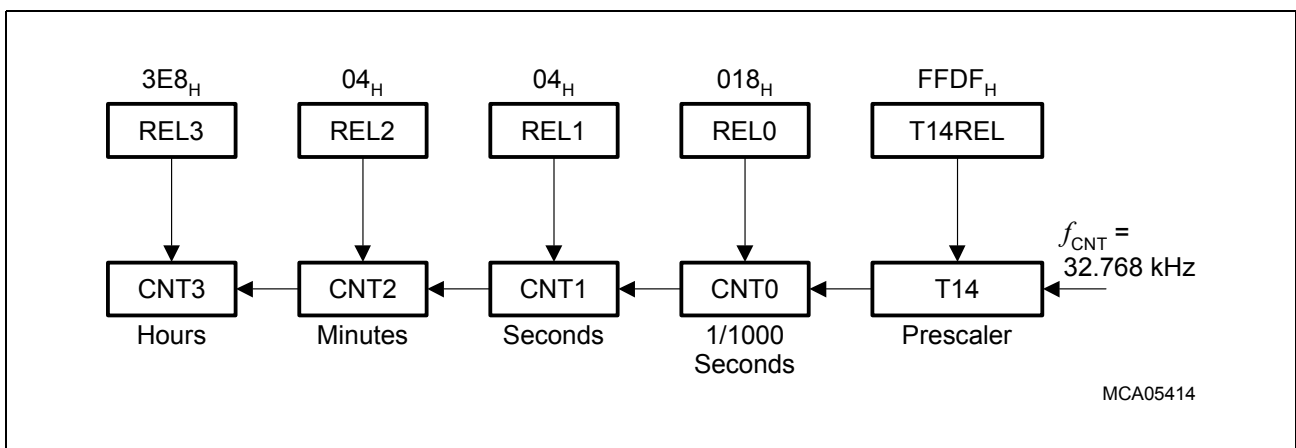 3E8H 04H 04H 018H FFDFH
REL3 REL2 REL1 REL0 T14REL
fCNT =
32.768 kHz
CNT3 CNT2 CNT1 CNT0 T14
Hours Minutes Seconds 1/1000 Prescaler
Seconds
MCA05414